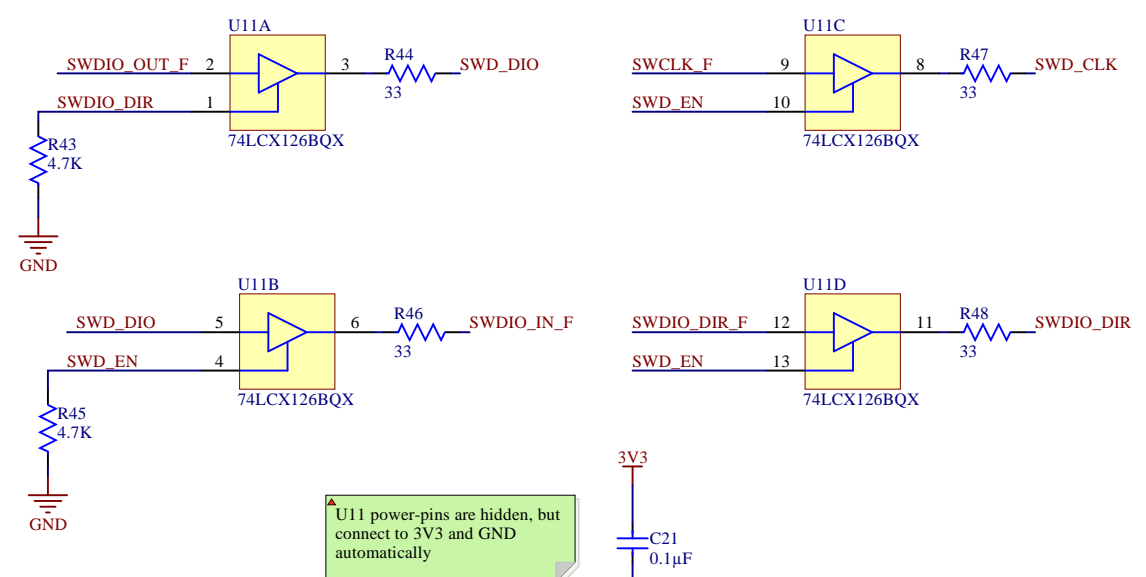 U11A
SWDIO_OUT_F 2 3 R44 SWD_DIO
33
SWDIO_DIR 1
74LCX126BQX
R43
4.7K
GND
U11C
SWCLK_F 9 8 R47 SWD_CLK
33
SWD_EN 10
74LCX126BQX
U11B
SWD_DIO 5 6 R46 SWDIO_IN_F
33
SWD_EN 4
74LCX126BQX
R45
4.7K
GND
U11D
SWDIO_DIR_F 12 11 R48 SWDIO_DIR
33
SWD_EN 13
74LCX126BQX
U11 power-pins are hidden, but
connect to 3V3 and GND
automatically
3V3
C21
0.1µF